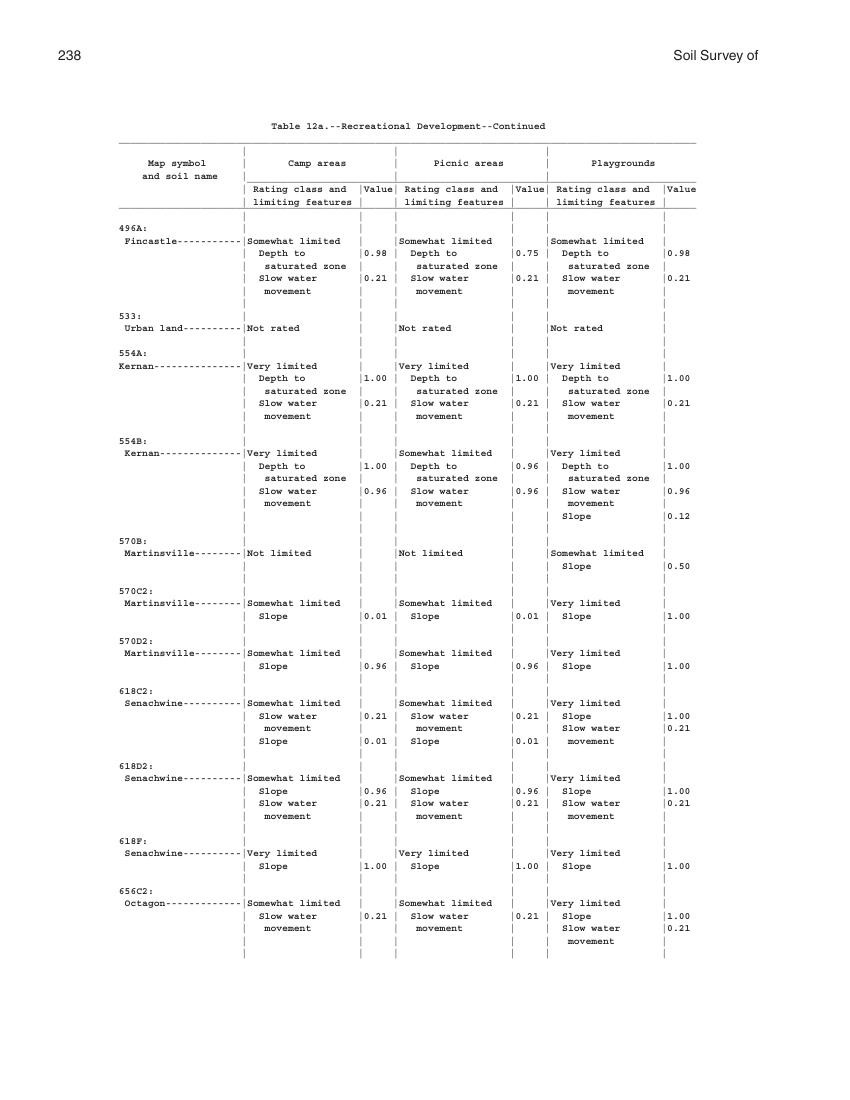 238
Soil Survey of
Table 12a.--Recreational Development--Continued
Map symbol | Camp areas | Picnic areas | Playgrounds
and soil name
Rating class and |Value| Rating class and |Value| Rating class and |Value
limiting features | | limiting features | | limiting features |
496A:
Fincastle-----------|Somewhat limited | |Somewhat limited | |Somewhat limited |
Depth to |0.98 | Depth to |0.75 | Depth to |0.98
saturated zone | | saturated zone | | saturated zone |
Slow water |0.21 | Slow water |0.21 | Slow water |0.21
movement | | movement | | movement |
533:
Urban land----------|Not rated | |Not rated | |Not rated |
554A:
Kernan--------------|Very limited | |Very limited | |Very limited |
Depth to |1.00 | Depth to |1.00 | Depth to |1.00
saturated zone | | saturated zone | | saturated zone |
Slow water |0.21 | Slow water |0.21 | Slow water |0.21
movement | | movement | | movement |
554B:
Kernan--------------|Very limited | |Somewhat limited | |Very limited |
Depth to |1.00 | Depth to |0.96 | Depth to |1.00
saturated zone | | saturated zone | | saturated zone |
Slow water |0.96 | Slow water |0.96 | Slow water |0.96
movement | | movement | | movement |
Slope |0.12
570B:
Martinsville--------|Not limited | |Not limited | |Somewhat limited |
Slope |0.50
570C2:
Martinsville--------|Somewhat limited | |Somewhat limited | |Very limited |
Slope |0.01 | Slope |0.01 | Slope |1.00
570D2:
Martinsville--------|Somewhat limited | |Somewhat limited | |Very limited |
Slope |0.96 | Slope |0.96 | Slope |1.00
618C2:
Senachwine----------|Somewhat limited | |Somewhat limited | |Very limited |
Slow water |0.21 | Slow water |0.21 | Slope |1.00
movement | | movement | | Slow water |0.21
Slope |0.01 | Slope |0.01 | movement |
618D2:
Senachwine----------|Somewhat limited | |Somewhat limited | |Very limited |
Slope |0.96 | Slope |0.96 | Slope |1.00
Slow water |0.21 | Slow water |0.21 | Slow water |0.21
movement | | movement | | movement |
618F:
Senachwine----------|Very limited | |Very limited | |Very limited |
Slope |1.00 | Slope |1.00 | Slope |1.00
656C2:
Octagon-------------|Somewhat limited | |Somewhat limited | |Very limited |
Slow water |0.21 | Slow water |0.21 | Slope |1.00
movement | | movement | | Slow water |0.21
movement